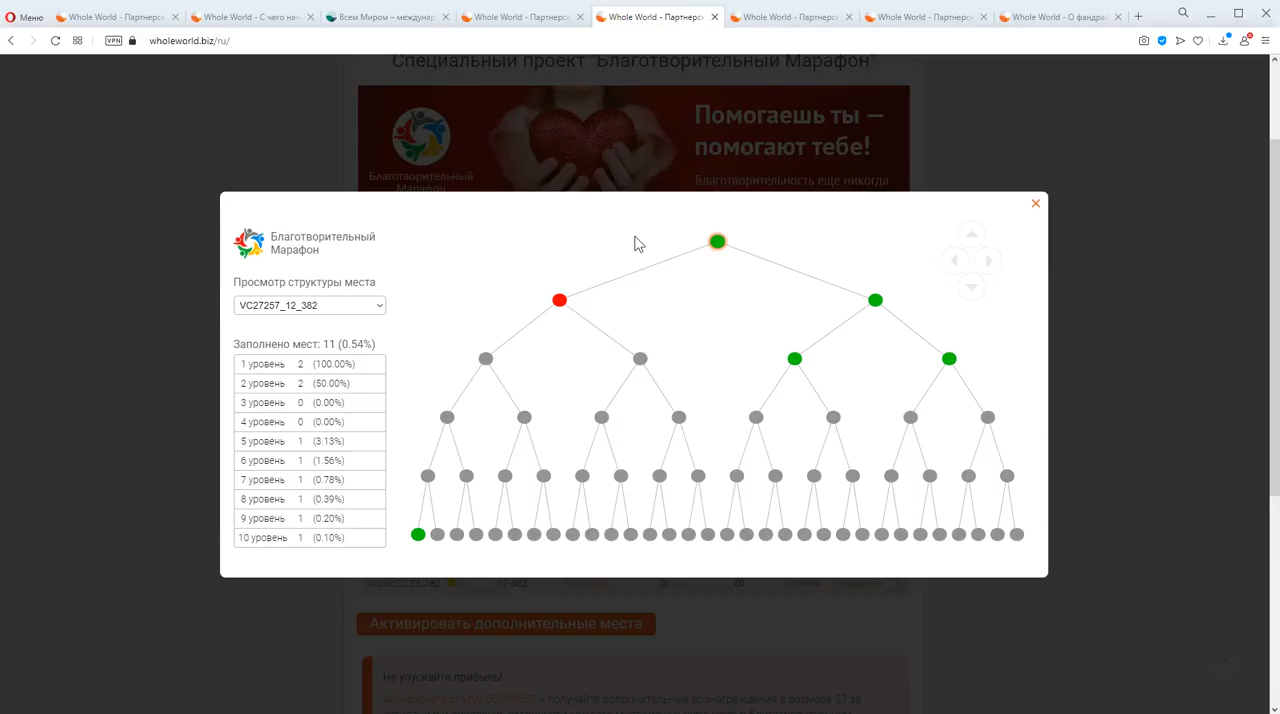 Меню
Whole World - Партнерс
Whole World - С чего нач
Всем Миром – междунар
Whole World - Партнерс
Whole World - Партнерс
Whole World - Партнерс
Whole World - Партнерс
Whole World - О фандра
VPN
wholeworld.biz/ru/
Специальный проект "Благотворительный Марафон"
Благотворительный
Марафон
Помогаешь ты —
помогают тебе!
Благотворительность еще никогда
Благотворительный
Марафон
Просмотр структуры места
VC27257_12_382
Заполнено мест: 11 (0.54%)
1 уровень 2 (100.00%)
2 уровень 2 (50.00%)
3 уровень 0 (0.00%)
4 уровень 0 (0.00%)
5 уровень 1 (3.13%)
6 уровень 1 (1.56%)
7 уровень 1 (0.78%)
8 уровень 1 (0.39%)
9 уровень 1 (0.20%)
10 уровень 1 (0.10%)
Активировать дополнительные места
Не упускайте прибыль!
Активируйте статус BUSINESS и получайте дополнительные вознаграждения в размере $3 за